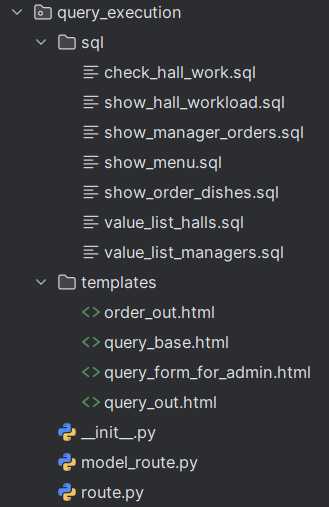 query_execution
sql
check_hall_work.sql
show_hall_workload.sql
show_manager_orders.sql
show_menu.sql
show_order_dishes.sql
value_list_halls.sql
value_list_managers.sql
templates
order_out.html
query_base.html
query_form_for_admin.html
query_out.html
__init__.py
model_route.py
route.py